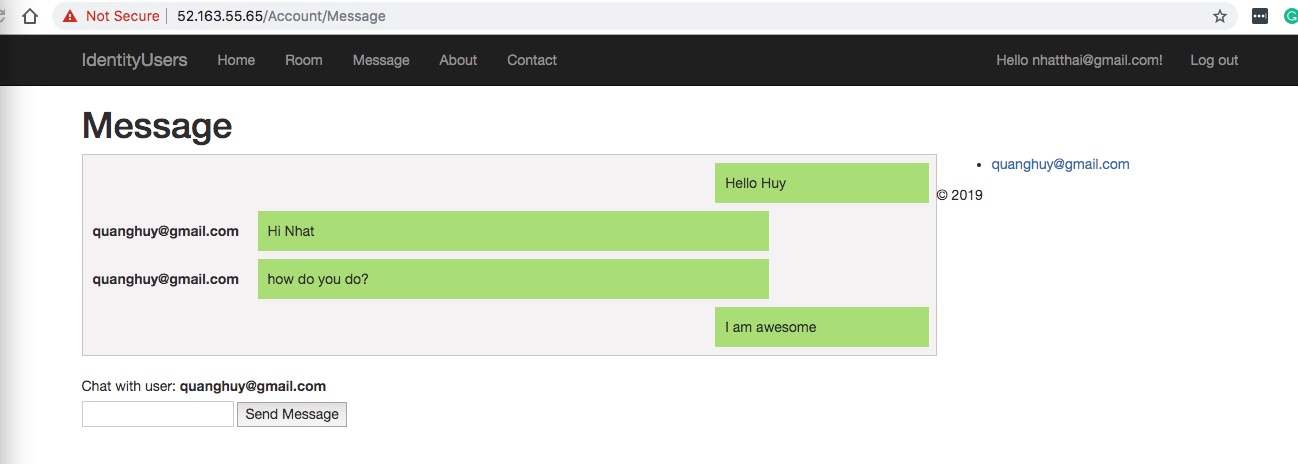 Not Secure 52.163.55.65/Account/Message
IdentityUsers Home Room Message About Contact Hello nhatthai@gmail.com! Log out
Message
Hello Huy
quanghuy@gmail.com Hi Nhat
quanghuy@gmail.com how do you do?
I am awesome
quanghuy@gmail.com
© 2019
Chat with user: quanghuy@gmail.com
Send Message